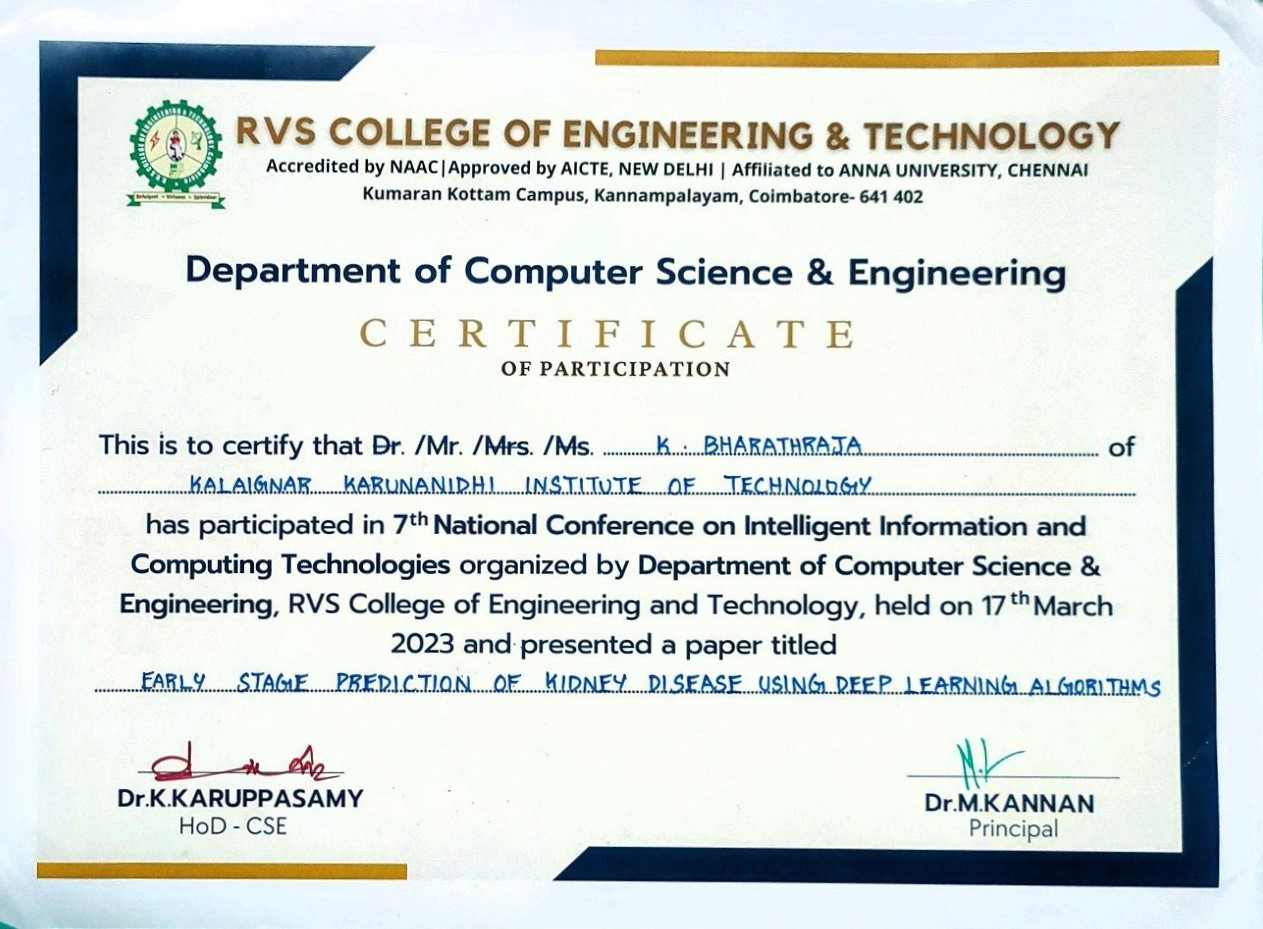 RVS COLLEGE OF ENGINEERING & TECHNOLOGY
Accredited by NAAC|Approved by AICTE, NEW DELHI | Affiliated to ANNA UNIVERSITY, CHENNAI
Kumaran Kottam Campus, Kannampalayam, Coimbatore- 641 402
Department of Computer Science & Engineering
CERTIFICATE
OF PARTICIPATION
This is to certify that Dr. /Mr. /Mrs. /Ms. K. BHARATHRAJA of
KALAIGNAR KARUNANIDHI INSTITUTE OF TECHNOLOGY
has participated in 7th National Conference on Intelligent Information and
Computing Technologies organized by Department of Computer Science &
Engineering, RVS College of Engineering and Technology, held on 17th March
2023 and presented a paper titled
EARLY STAGE PREDICTION OF KIDNEY DISEASE USING DEEP LEARNING ALGORITHMS
Dr.K.KARUPPASAMY
HoD - CSE
Dr.M.KANNAN
Principal